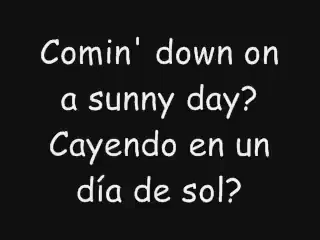 Comin' down on
a sunny day?
Cayendo en un
día de sol?